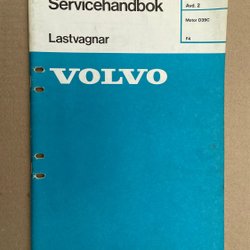 Servicehandbok
Avd. 2
Motor D39C
F4
Lastvagnar
VOLVO